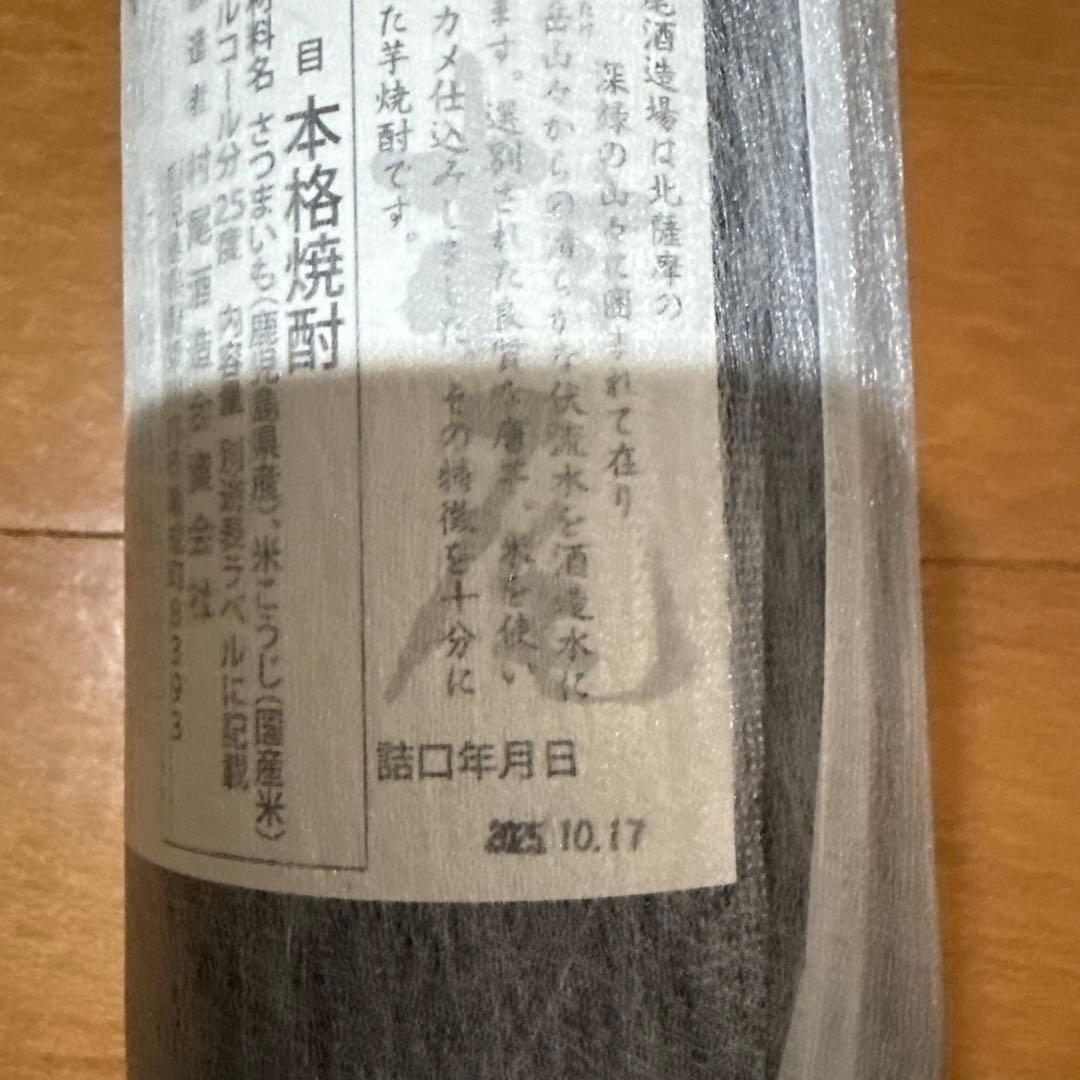 尾酒造場は北薩摩の
深緑の山々に囲まれて在り
岳山々からの清らかな伏流水を酒造水に
ます。選別された良質な唐芋、米を使い
カメ仕込みしました。その特徴を十分に
た芋焼酎です。
詰口年月日
2025 10.17
目 本格焼酎
材料名 さつまいも(鹿児島県産)、米こうじ(国産米)
ルコール分25度 内容量 別途票ラベルに記載
造者 村尾酒造合資会社
8393